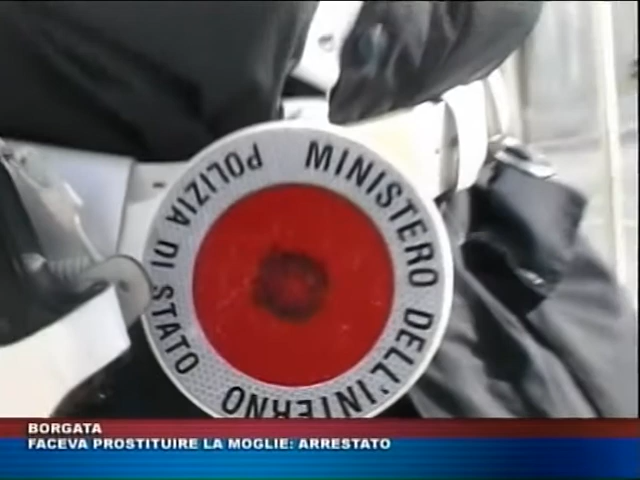 MINISTERO DELL'INTERNO
POLIZIA DI STATO
BORGATA
FACEVA PROSTITUIRE LA MOGLIE: ARRESTATO